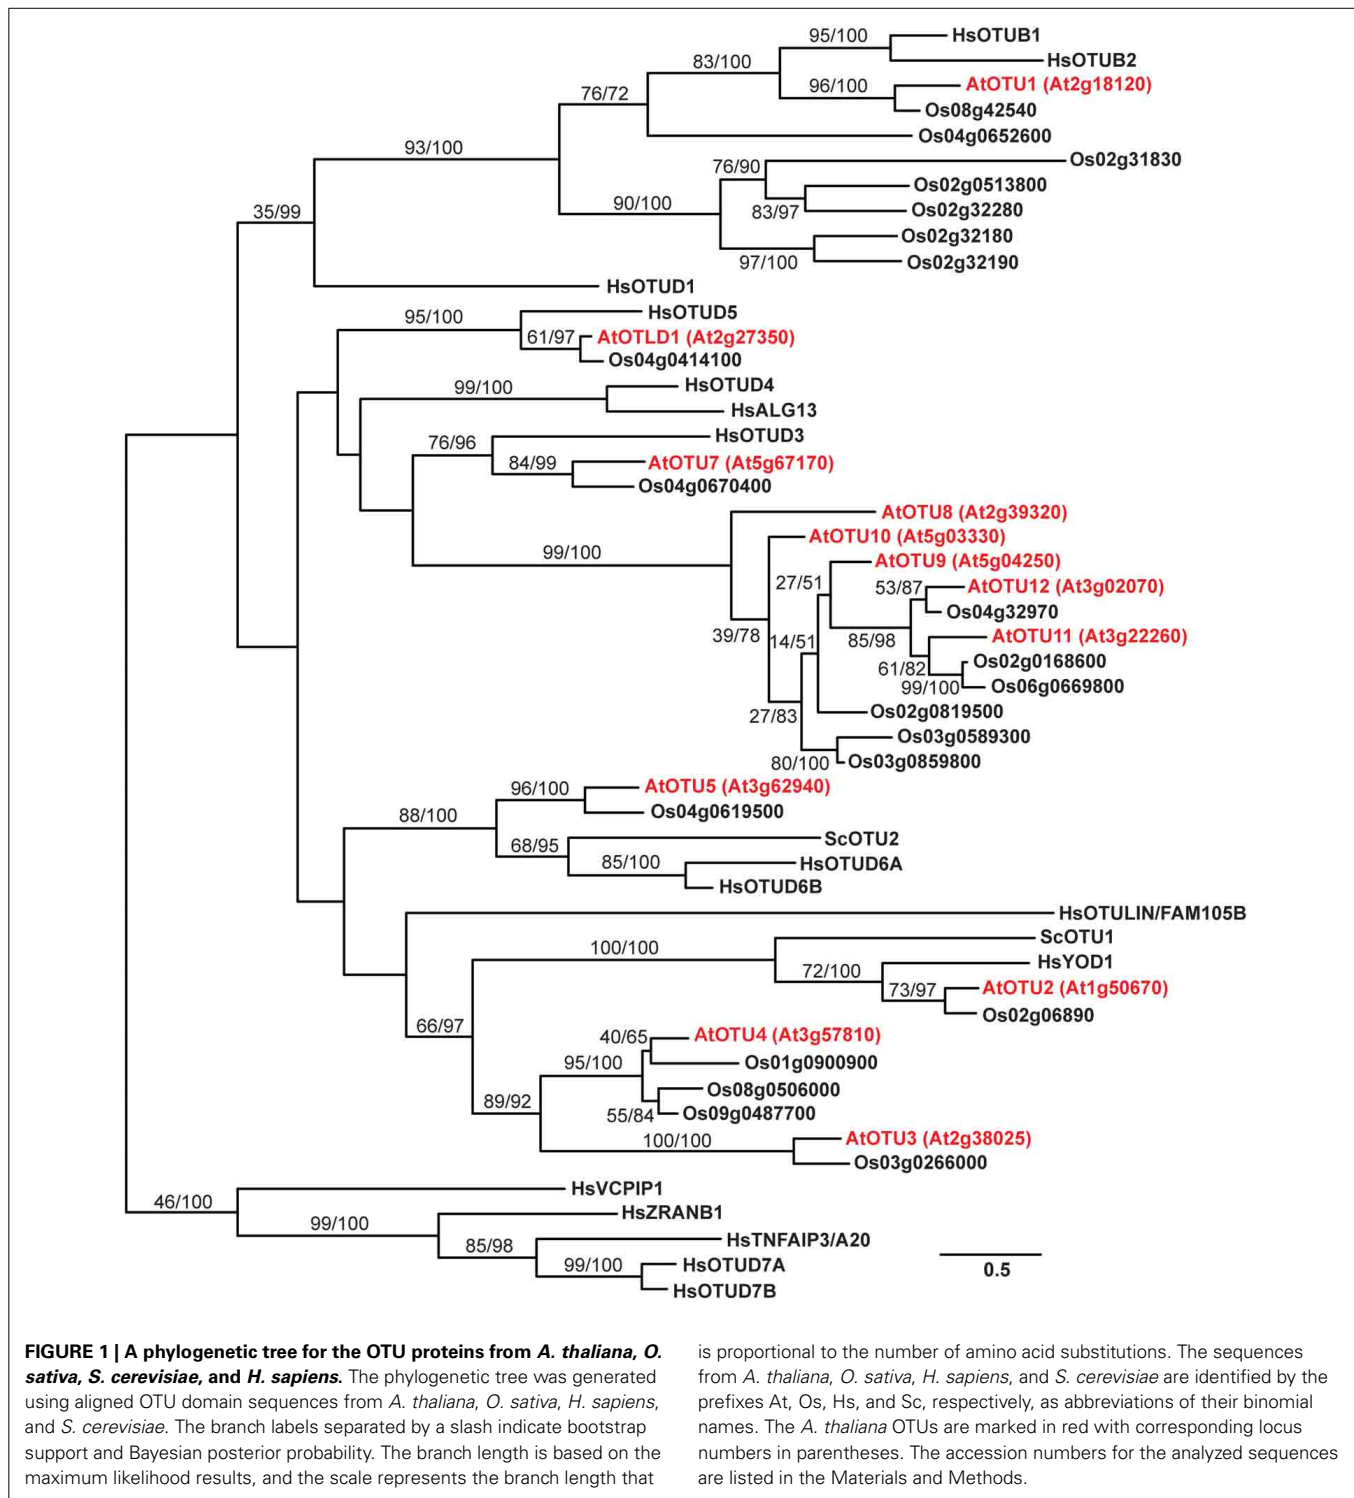 95/100
HsOTUB1
HsOTUB2
83/100
AtOTU1 (At2g18120)
96/100
Os08g42540
76/72
Os04g0652600
93/100
Os02g31830
76/90
Os02g0513800
83/97
Os02g32280
90/100
Os02g32180
97/100
Os02g32190
35/99
HsOTUD1
95/100
HsOTUD5
61/97
AtOTLD1 (At2g27350)
Os04g0414100
99/100
HsOTUD4
HsALG13
76/96
HsOTUD3
84/99
AtOTU7 (At5g67170)
Os04g0670400
99/100
AtOTU8 (At2g39320)
AtOTU10 (At5g03330)
27/51
AtOTU9 (At5g04250)
53/87
AtOTU12 (At3g02070)
Os04g32970
39/78
14/51
85/98
AtOTU11 (At3g22260)
61/82
Os02g0168600
99/100
Os06g0669800
27/83
Os02g0819500
Os03g0589300
80/100
Os03g0859800
96/100
AtOTU5 (At3g62940)
Os04g0619500
88/100
ScOTU2
68/95
85/100
HsOTUD6A
HsOTUD6B
HsOTULIN/FAM105B
100/100
ScOTU1
72/100
HsYOD1
73/97
AtOTU2 (At1g50670)
Os02g06890
66/97
40/65
AtOTU4 (At3g57810)
95/100
Os01g0900900
Os08g0506000
89/92
55/84
Os09g0487700
100/100
AtOTU3 (At2g38025)
Os03g0266000
46/100
HsVCPIP1
99/100
HsZRANB1
85/98
HsTNFAIP3/A20
99/100
HsOTUD7A
HsOTUD7B
0.5
FIGURE 1 | A phylogenetic tree for the OTU proteins from A. thaliana, O.
sativa, S. cerevisiae, and H. sapiens. The phylogenetic tree was generated
using aligned OTU domain sequences from A. thaliana, O. sativa, H. sapiens,
and S. cerevisiae. The branch labels separated by a slash indicate bootstrap
support and Bayesian posterior probability. The branch length is based on the
maximum likelihood results, and the scale represents the branch length that
is proportional to the number of amino acid substitutions. The sequences
from A. thaliana, O. sativa, H. sapiens, and S. cerevisiae are identified by the
prefixes At, Os, Hs, and Sc, respectively, as abbreviations of their binomial
names. The A. thaliana OTUs are marked in red with corresponding locus
numbers in parentheses. The accession numbers for the analyzed sequences
are listed in the Materials and Methods.